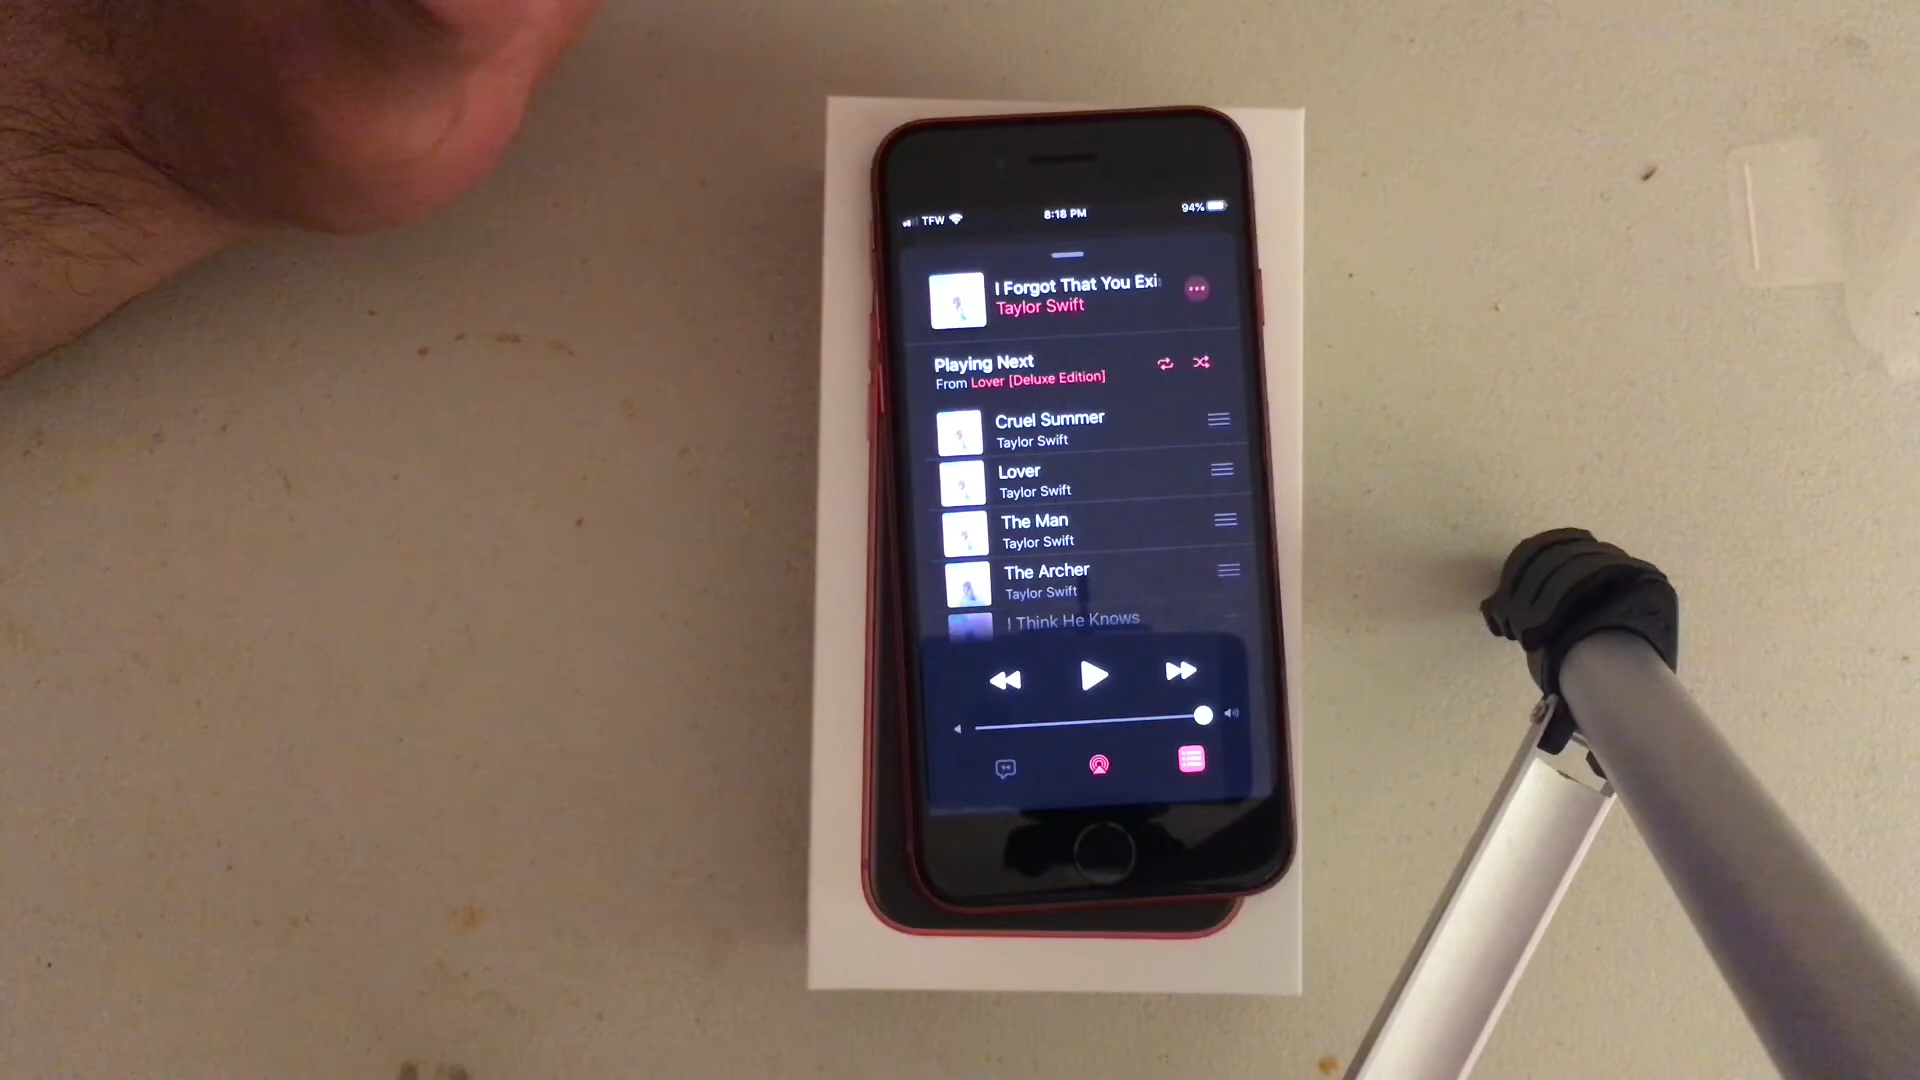 TFW 8:18 PM 94%
I Forgot That You Exi
Taylor Swift
Playing Next
From Lover [Deluxe Edition]
Cruel Summer
Taylor Swift
Lover
Taylor Swift
The Man
Taylor Swift
The Archer
Taylor Swift
I Think He Knows